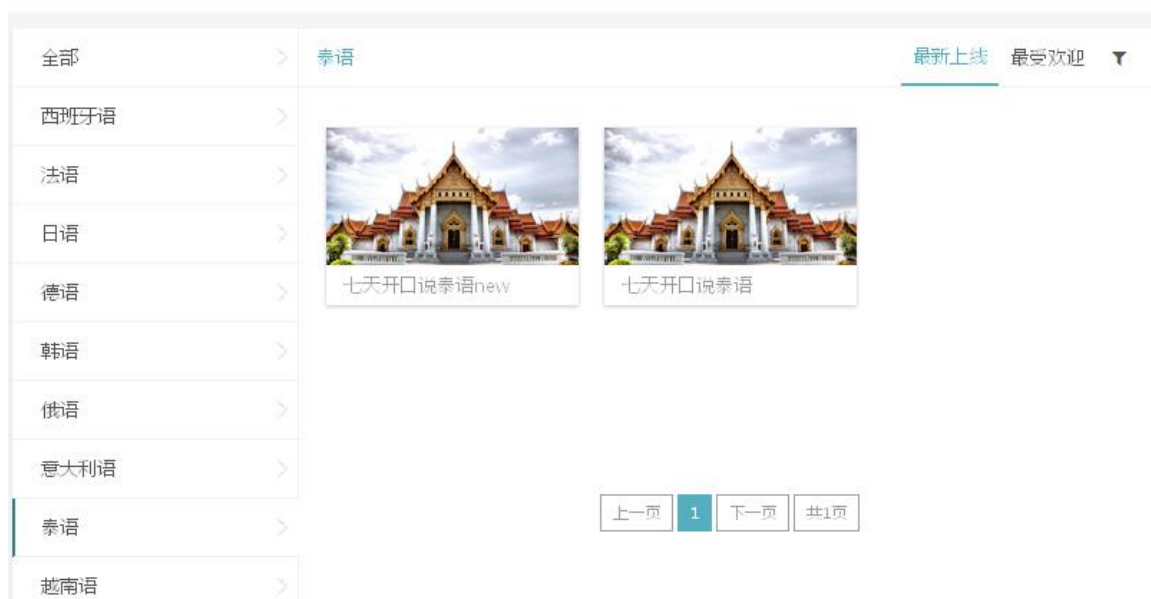 全部
西班牙语
法语
日语
德语
韩语
俄语
意大利语
泰语
越南语
泰语
最新上线 最受欢迎
七天开口说泰语new
七天开口说泰语
上一页 1 下一页 共1页